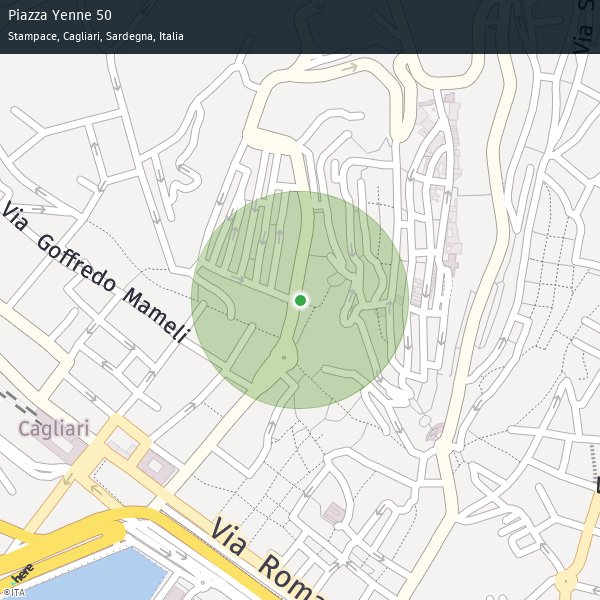 Piazza Yenne 50
Stampace, Cagliari, Sardegna, Italia
Via S
Via Goffredo Mameli
Cagliari
Via Roma
L
here
©ITA